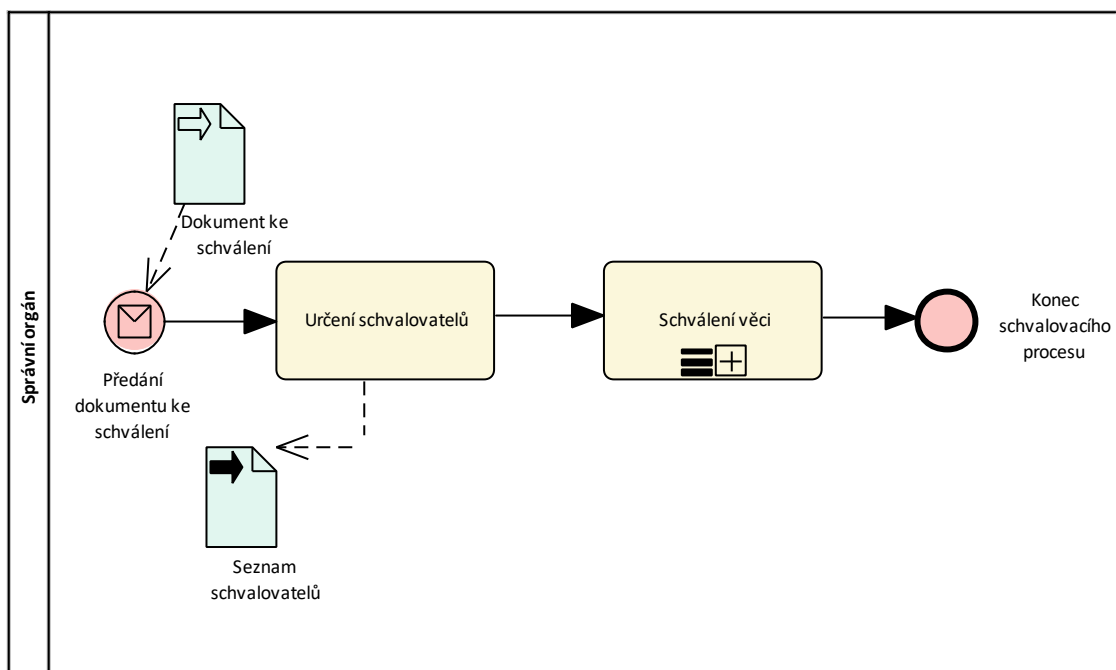 Správní orgán
Dokument ke
schválení
Předání
dokumentu ke
schválení
Určení schvalovatelů
Seznam
schvalovatelů
Schválení věci
Konec
schvalovacího
procesu